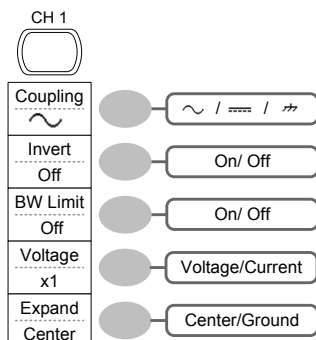 CH 1
Coupling
/ /
Invert
Off
On/ Off
BW Limit
Off
On/ Off
Voltage
x1
Voltage/Current
Expand
Center
Center/Ground